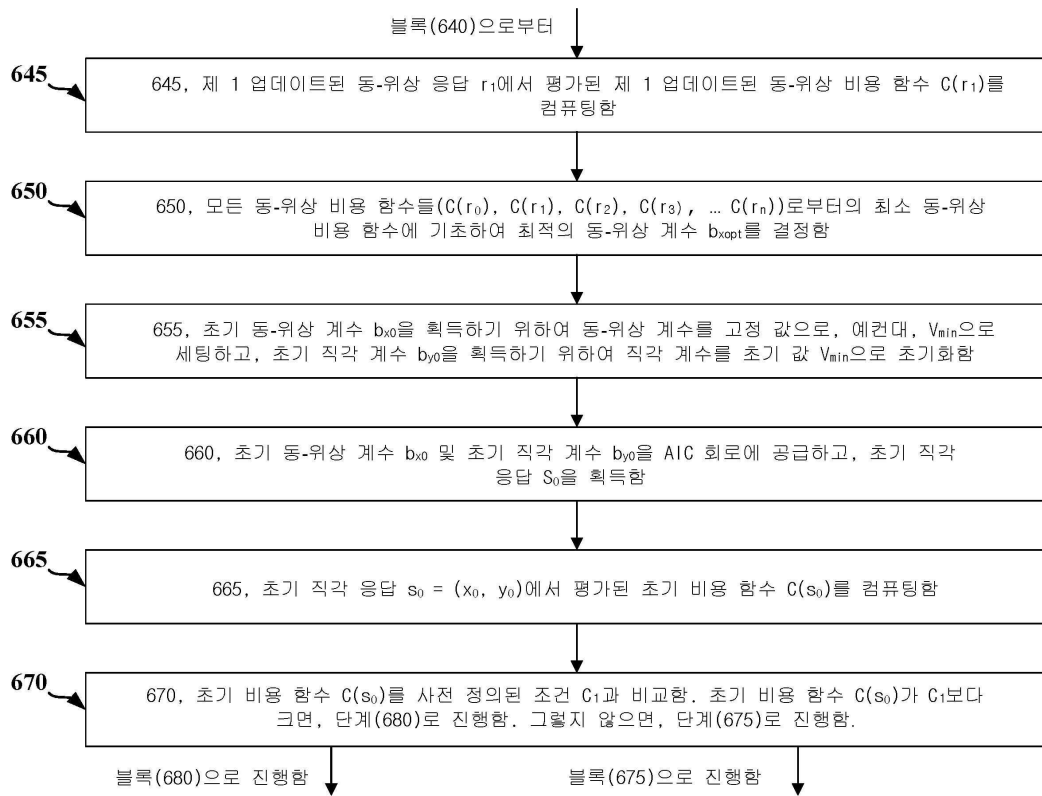 블록(640)으로부터
645
645, 제 1 업데이트된 동-위상 응답 r₁에서 평가된 제 1 업데이트된 동-위상 비용 함수 C(r₁)를
컴퓨팅함
650
650, 모든 동-위상 비용 함수들(C(r₀), C(r₁), C(r₂), C(r₃), … C(rₙ))로부터의 최소 동-위상
비용 함수에 기초하여 최적의 동-위상 계수 bxopt를 결정함
655
655, 초기 동-위상 계수 bx0을 획득하기 위하여 동-위상 계수를 고정 값으로, 예컨대, Vmin으로
세팅하고, 초기 직각 계수 by0을 획득하기 위하여 직각 계수를 초기 값 Vmin으로 초기화함
660
660, 초기 동-위상 계수 bx0 및 초기 직각 계수 by0을 AIC 회로에 공급하고, 초기 직각
응답 S₀을 획득함
665
665, 초기 직각 응답 s₀ = (x₀, y₀)에서 평가된 초기 비용 함수 C(s₀)를 컴퓨팅함
670
670, 초기 비용 함수 C(s₀)를 사전 정의된 조건 C₁과 비교함. 초기 비용 함수 C(s₀)가 C₁보다
크면, 단계(680)로 진행함. 그렇지 않으면, 단계(675)로 진행함.
블록(680)으로 진행함
블록(675)으로 진행함